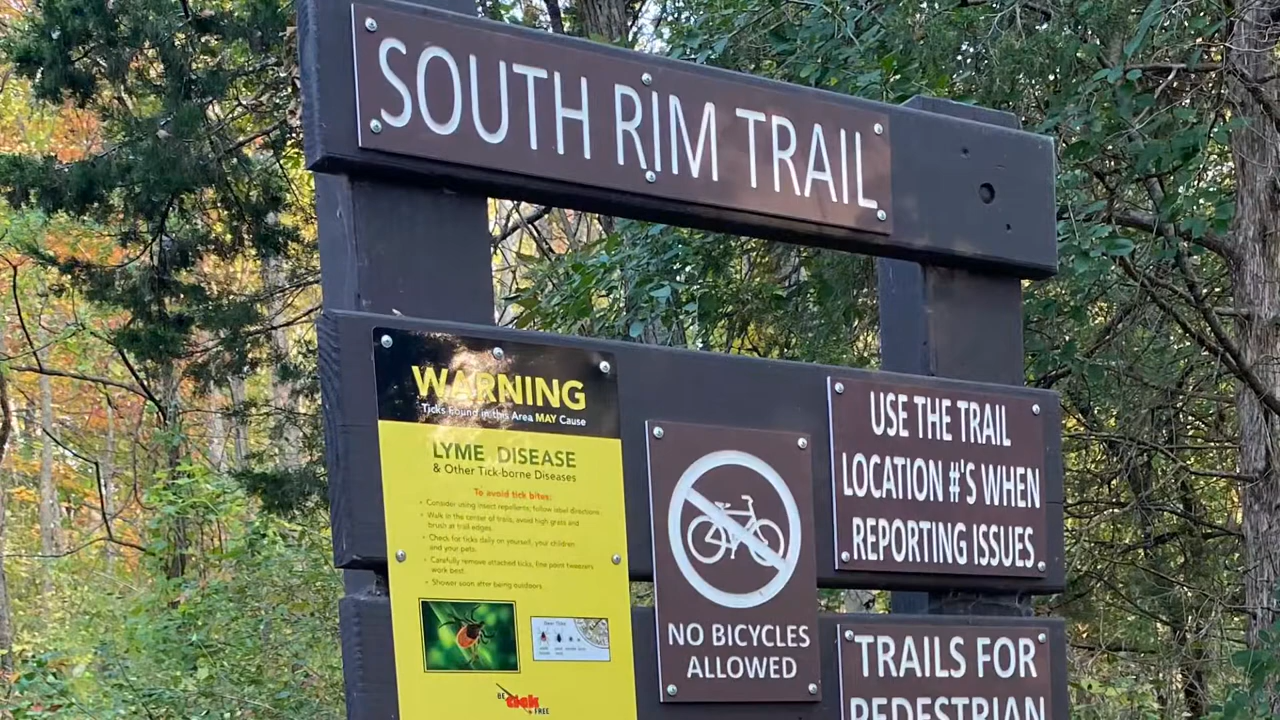 SOUTH RIM TRAIL
WARNING
Ticks Found in this Area MAY Cause
LYME DISEASE
& Other Tick-borne Diseases
To avoid tick bites:
• Consider using insect repellents; follow label directions.
• Walk in the center of trails, avoid high grass and
brush at trail edges.
• Check for ticks daily on yourself, your children
and your pets.
• Carefully remove attached ticks, fine point tweezers
work best.
• Shower soon after being outdoors.
BE
tick
FREE
NO BICYCLES
ALLOWED
USE THE TRAIL
LOCATION #'S WHEN
REPORTING ISSUES
TRAILS FOR
PEDESTRIAN